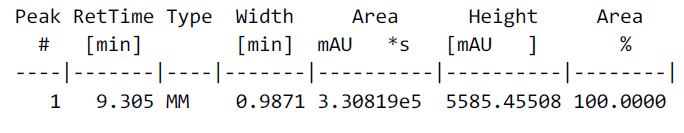 Peak RetTime Type  Width     Area      Height     Area
  #   [min]        [min]  mAU   *s   [mAU   ]      %
----|-------|----|-------|----------|----------|--------|
   1   9.305 MM    0.9871 3.30819e5  5585.45508 100.0000